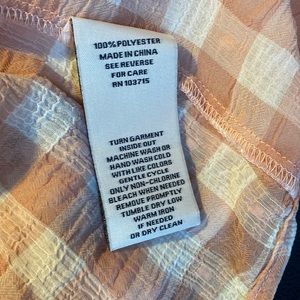 100% POLYESTER
MADE IN CHINA
SEE REVERSE
FOR CARE
RN 103715
TURN GARMENT
INSIDE OUT
MACHINE WASH OR
HAND WASH COLD
WITH LIKE COLORS
GENTLE CYCLE
ONLY NON-CHLORINE
BLEACH WHEN NEEDED
REMOVE PROMPTLY
TUMBLE DRY LOW
WARM IRON
IF NEEDED
OR DRY CLEAN